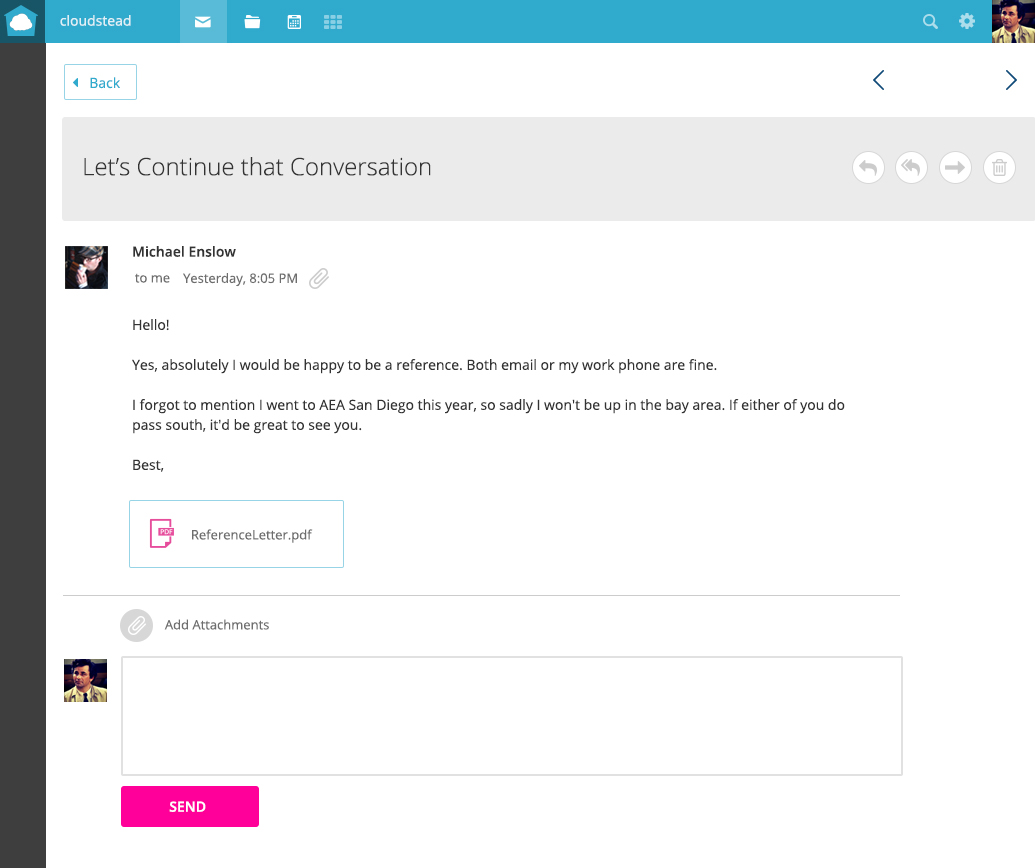 cloudstead
Back
Let’s Continue that Conversation
Michael Enslow
to me Yesterday, 8:05 PM
Hello!
Yes, absolutely I would be happy to be a reference. Both email or my work phone are fine.
I forgot to mention I went to AEA San Diego this year, so sadly I won't be up in the bay area. If either of you do
pass south, it'd be great to see you.
Best,
PDF
ReferenceLetter.pdf
Add Attachments
SEND